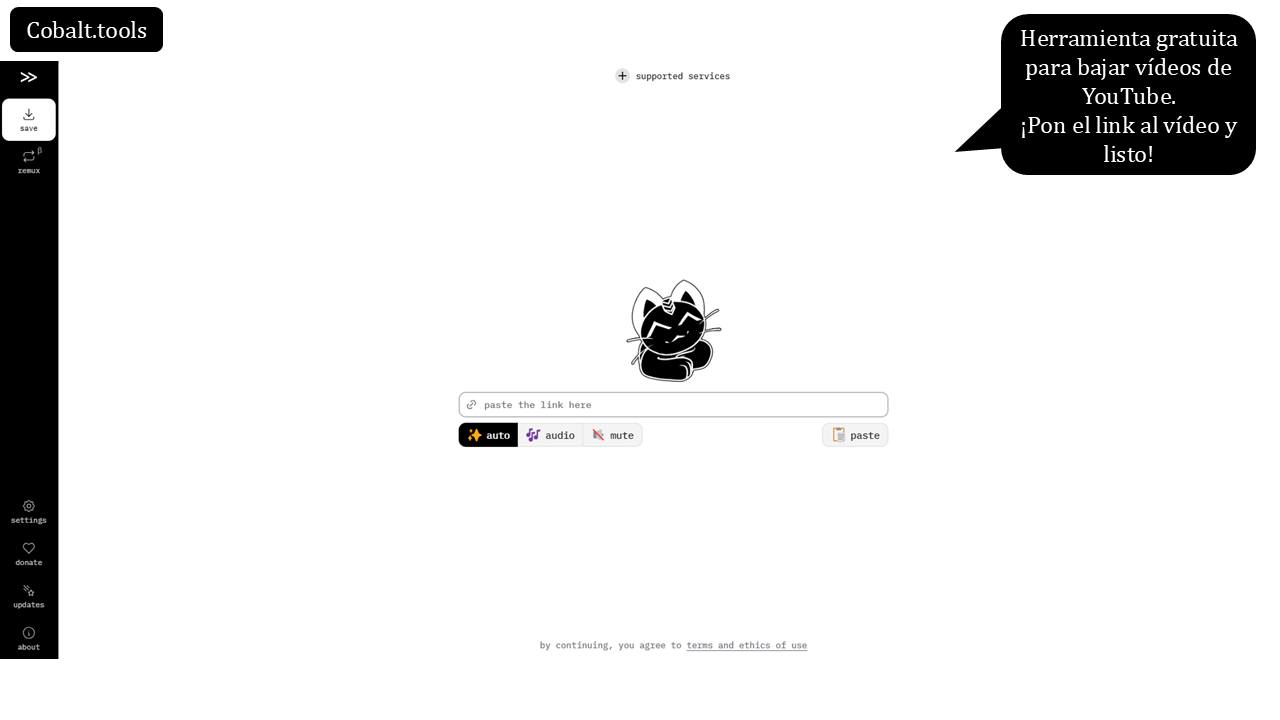 Cobalt.tools
Herramienta gratuita
para bajar vídeos de
YouTube.
¡Pon el link al vídeo y
listo!
>>
supported services
save
β
remux
paste the link here
auto
audio
mute
paste
settings
donate
updates
about
by continuing, you agree to terms and ethics of use